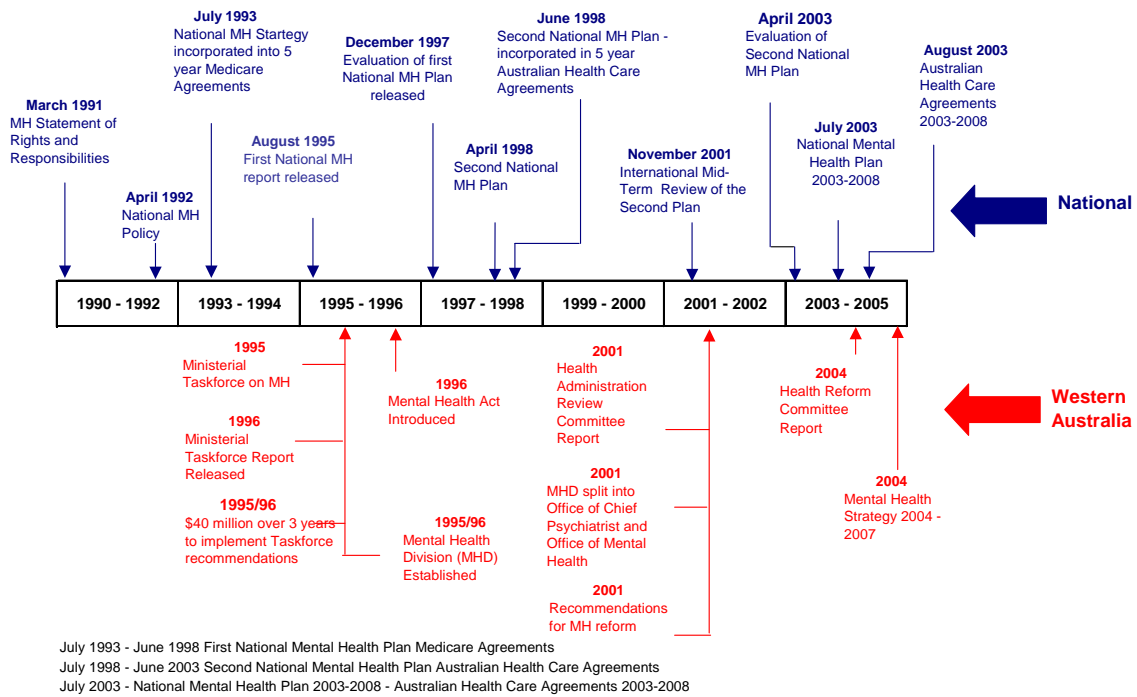 July 1993
National MH Startegy
incorporated into 5
year Medicare
Agreements
June 1998
Second National MH Plan -
incorporated in 5 year
Australian Health Care
Agreements
April 2003
Evaluation of
Second National
MH Plan
December 1997
Evaluation of first
National MH Plan
released
August 2003
Australian
Health Care
Agreements
2003-2008
March 1991
MH Statement of
Rights and
Responsibilities
August 1995
First National MH
report released
April 1998
Second National
MH Plan
November 2001
International Mid-
Term Review of the
Second Plan
July 2003
National Mental
Health Plan
2003-2008
April 1992
National MH
Policy
National
1990 - 1992
1993 - 1994
1995 - 1996
1997 - 1998
1999 - 2000
2001 - 2002
2003 - 2005
1995
Ministerial
Taskforce on MH
1996
Mental Health Act
Introduced
2001
Health
Administration
Review
Committee
Report
2004
Health Reform
Committee
Report
Western
Australia
1996
Ministerial
Taskforce Report
Released
1995/96
$40 million over 3 years
to implement Taskforce
recommendations
1995/96
Mental Health
Division (MHD)
Established
2001
MHD split into
Office of Chief
Psychiatrist and
Office of Mental
Health
2004
Mental Health
Strategy 2004 -
2007
2001
Recommendations
for MH reform
July 1993 - June 1998 First National Mental Health Plan Medicare Agreements
July 1998 - June 2003 Second National Mental Health Plan Australian Health Care Agreements
July 2003 - National Mental Health Plan 2003-2008 - Australian Health Care Agreements 2003-2008